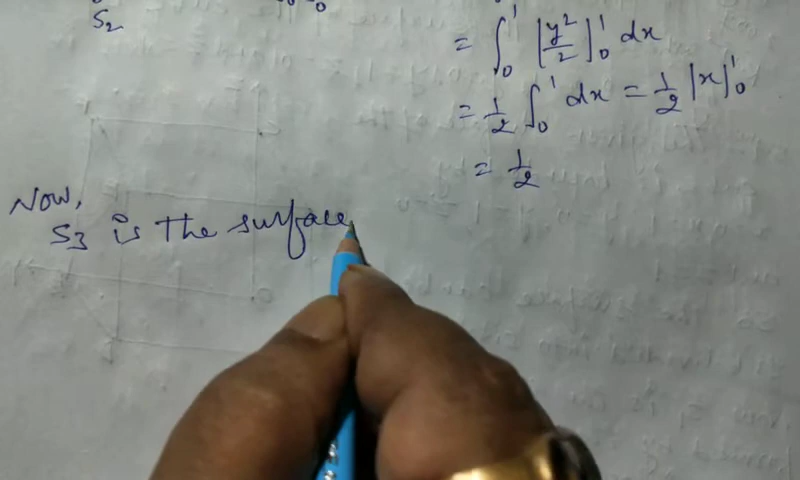 S₂
= ∫₀¹ [y²/2]₀¹ dx
= 1/2 ∫₀¹ dx = 1/2 |x|₀¹
= 1/2
Now,
S₃ is the surface